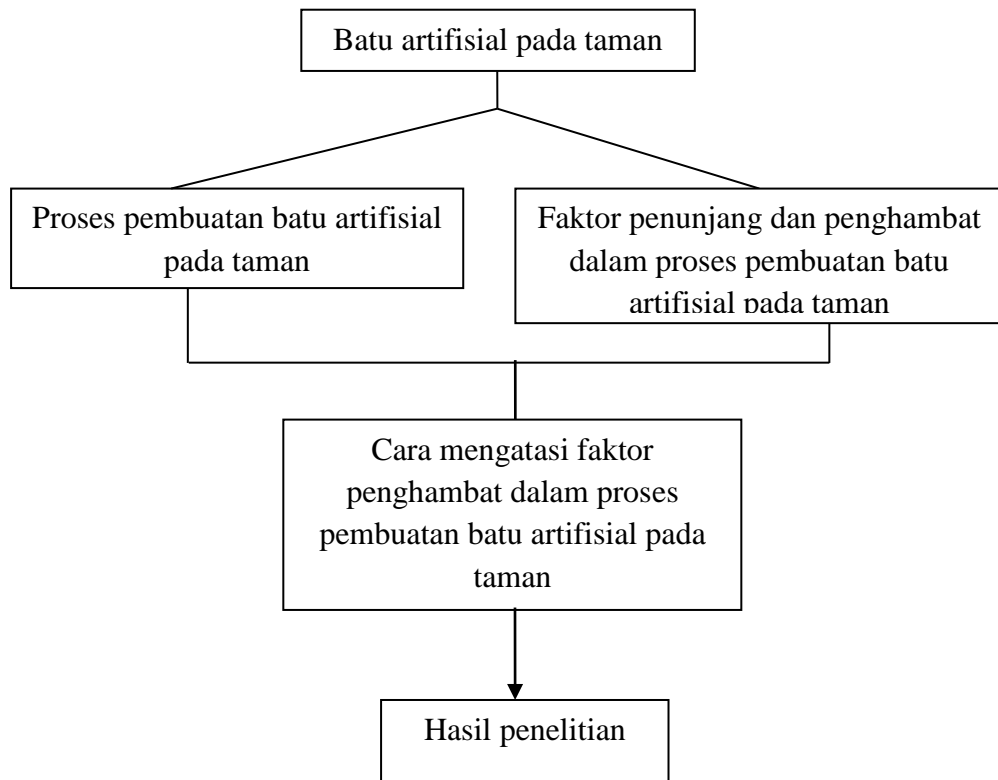 Batu artifisial pada taman
Proses pembuatan batu artifisial
pada taman
Faktor penunjang dan penghambat
dalam proses pembuatan batu
artifisial pada taman
Cara mengatasi faktor
penghambat dalam proses
pembuatan batu artifisial pada
taman
Hasil penelitian